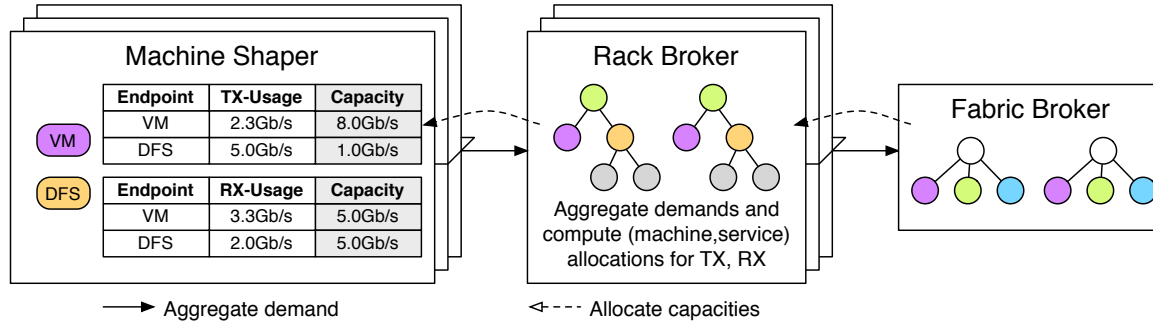 Machine Shaper
Endpoint TX-Usage Capacity
VM 2.3Gb/s 8.0Gb/s
DFS 5.0Gb/s 1.0Gb/s
VM
DFS
Endpoint RX-Usage Capacity
VM 3.3Gb/s 5.0Gb/s
DFS 2.0Gb/s 5.0Gb/s
Rack Broker
Aggregate demands and
compute (machine,service)
allocations for TX, RX
Fabric Broker
Aggregate demand
Allocate capacities